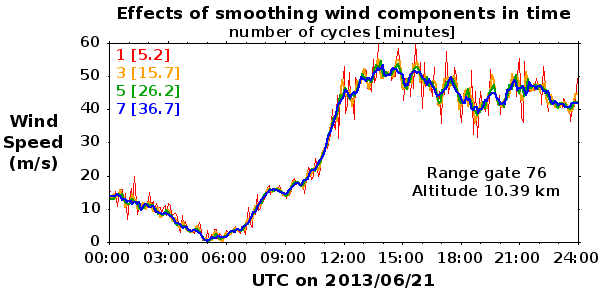 Effects of smoothing wind components in time
number of cycles [minutes]
60
50
40
30
20
10
0
Wind
Speed
(m/s)
1 [5.2]
3 [15.7]
5 [26.2]
7 [36.7]
Range gate 76
Altitude 10.39 km
00:00 03:00 06:00 09:00 12:00 15:00 18:00 21:00 24:00
UTC on 2013/06/21